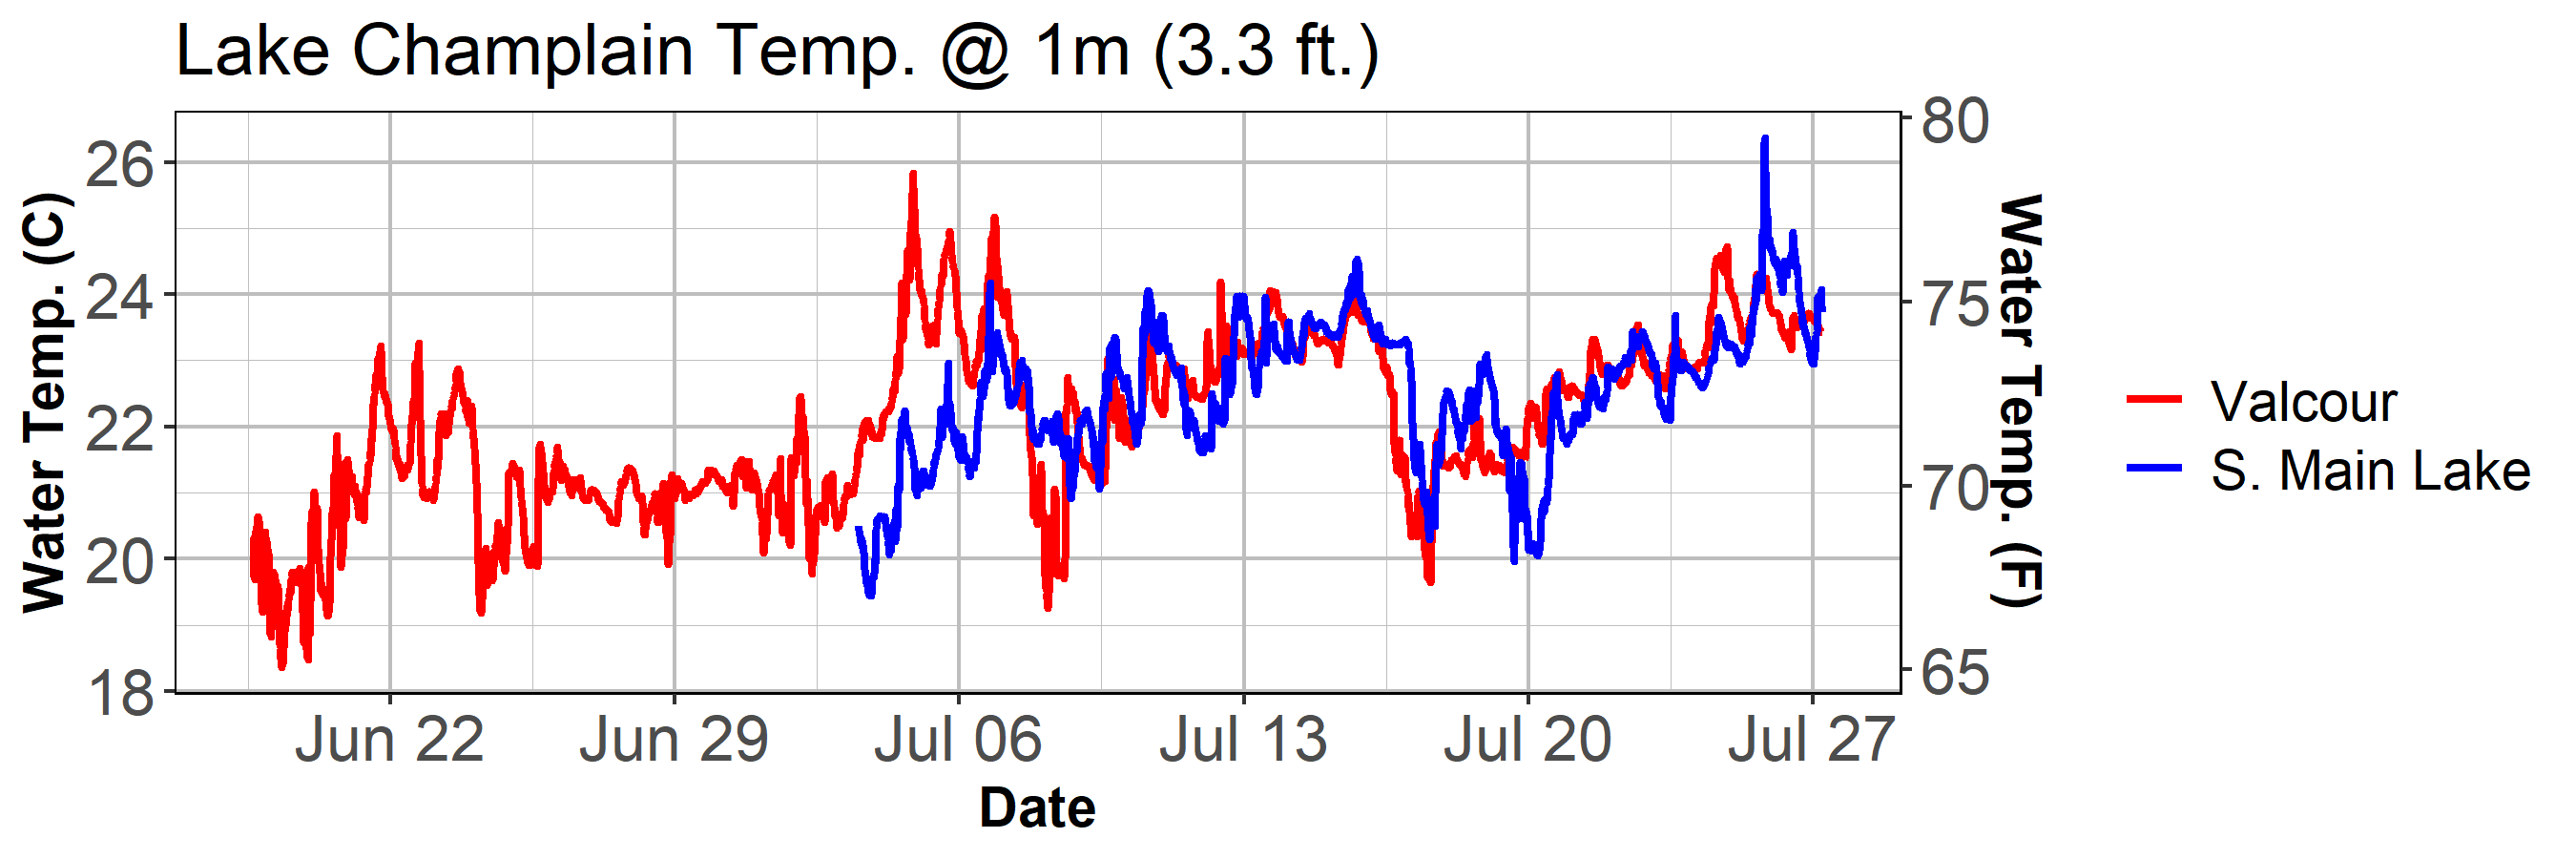 Lake Champlain Temp. @ 1m (3.3 ft.)
Water Temp. (C)
26
24
22
20
18
80
75
70
65
Water Temp. (F)
Jun 22 Jun 29 Jul 06 Jul 13 Jul 20 Jul 27
Date
Valcour
S. Main Lake